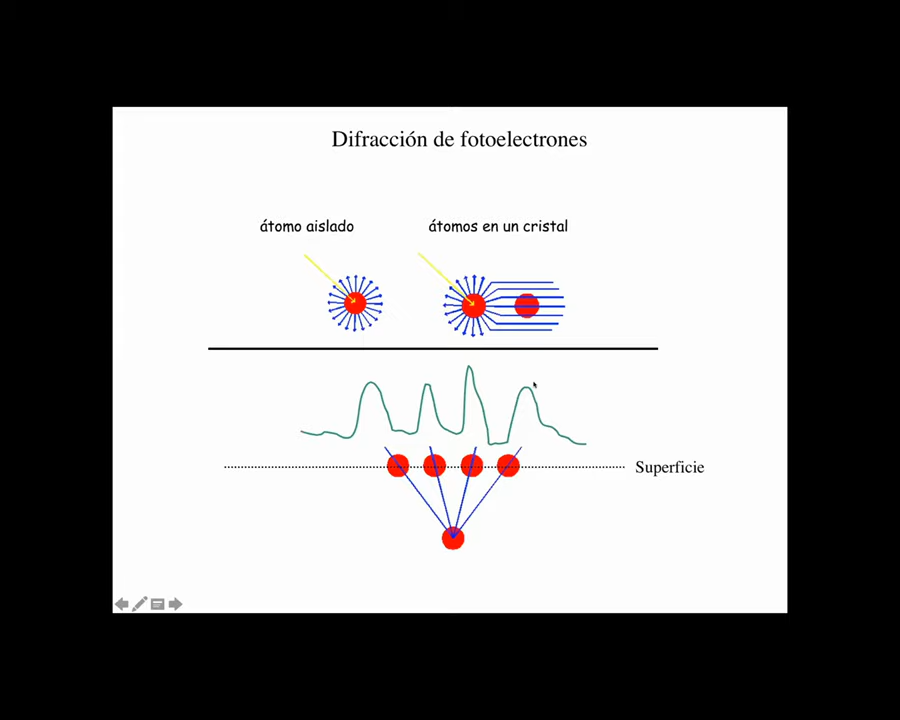 Difracción de fotoelectrones
átomo aislado
átomos en un cristal
Superficie